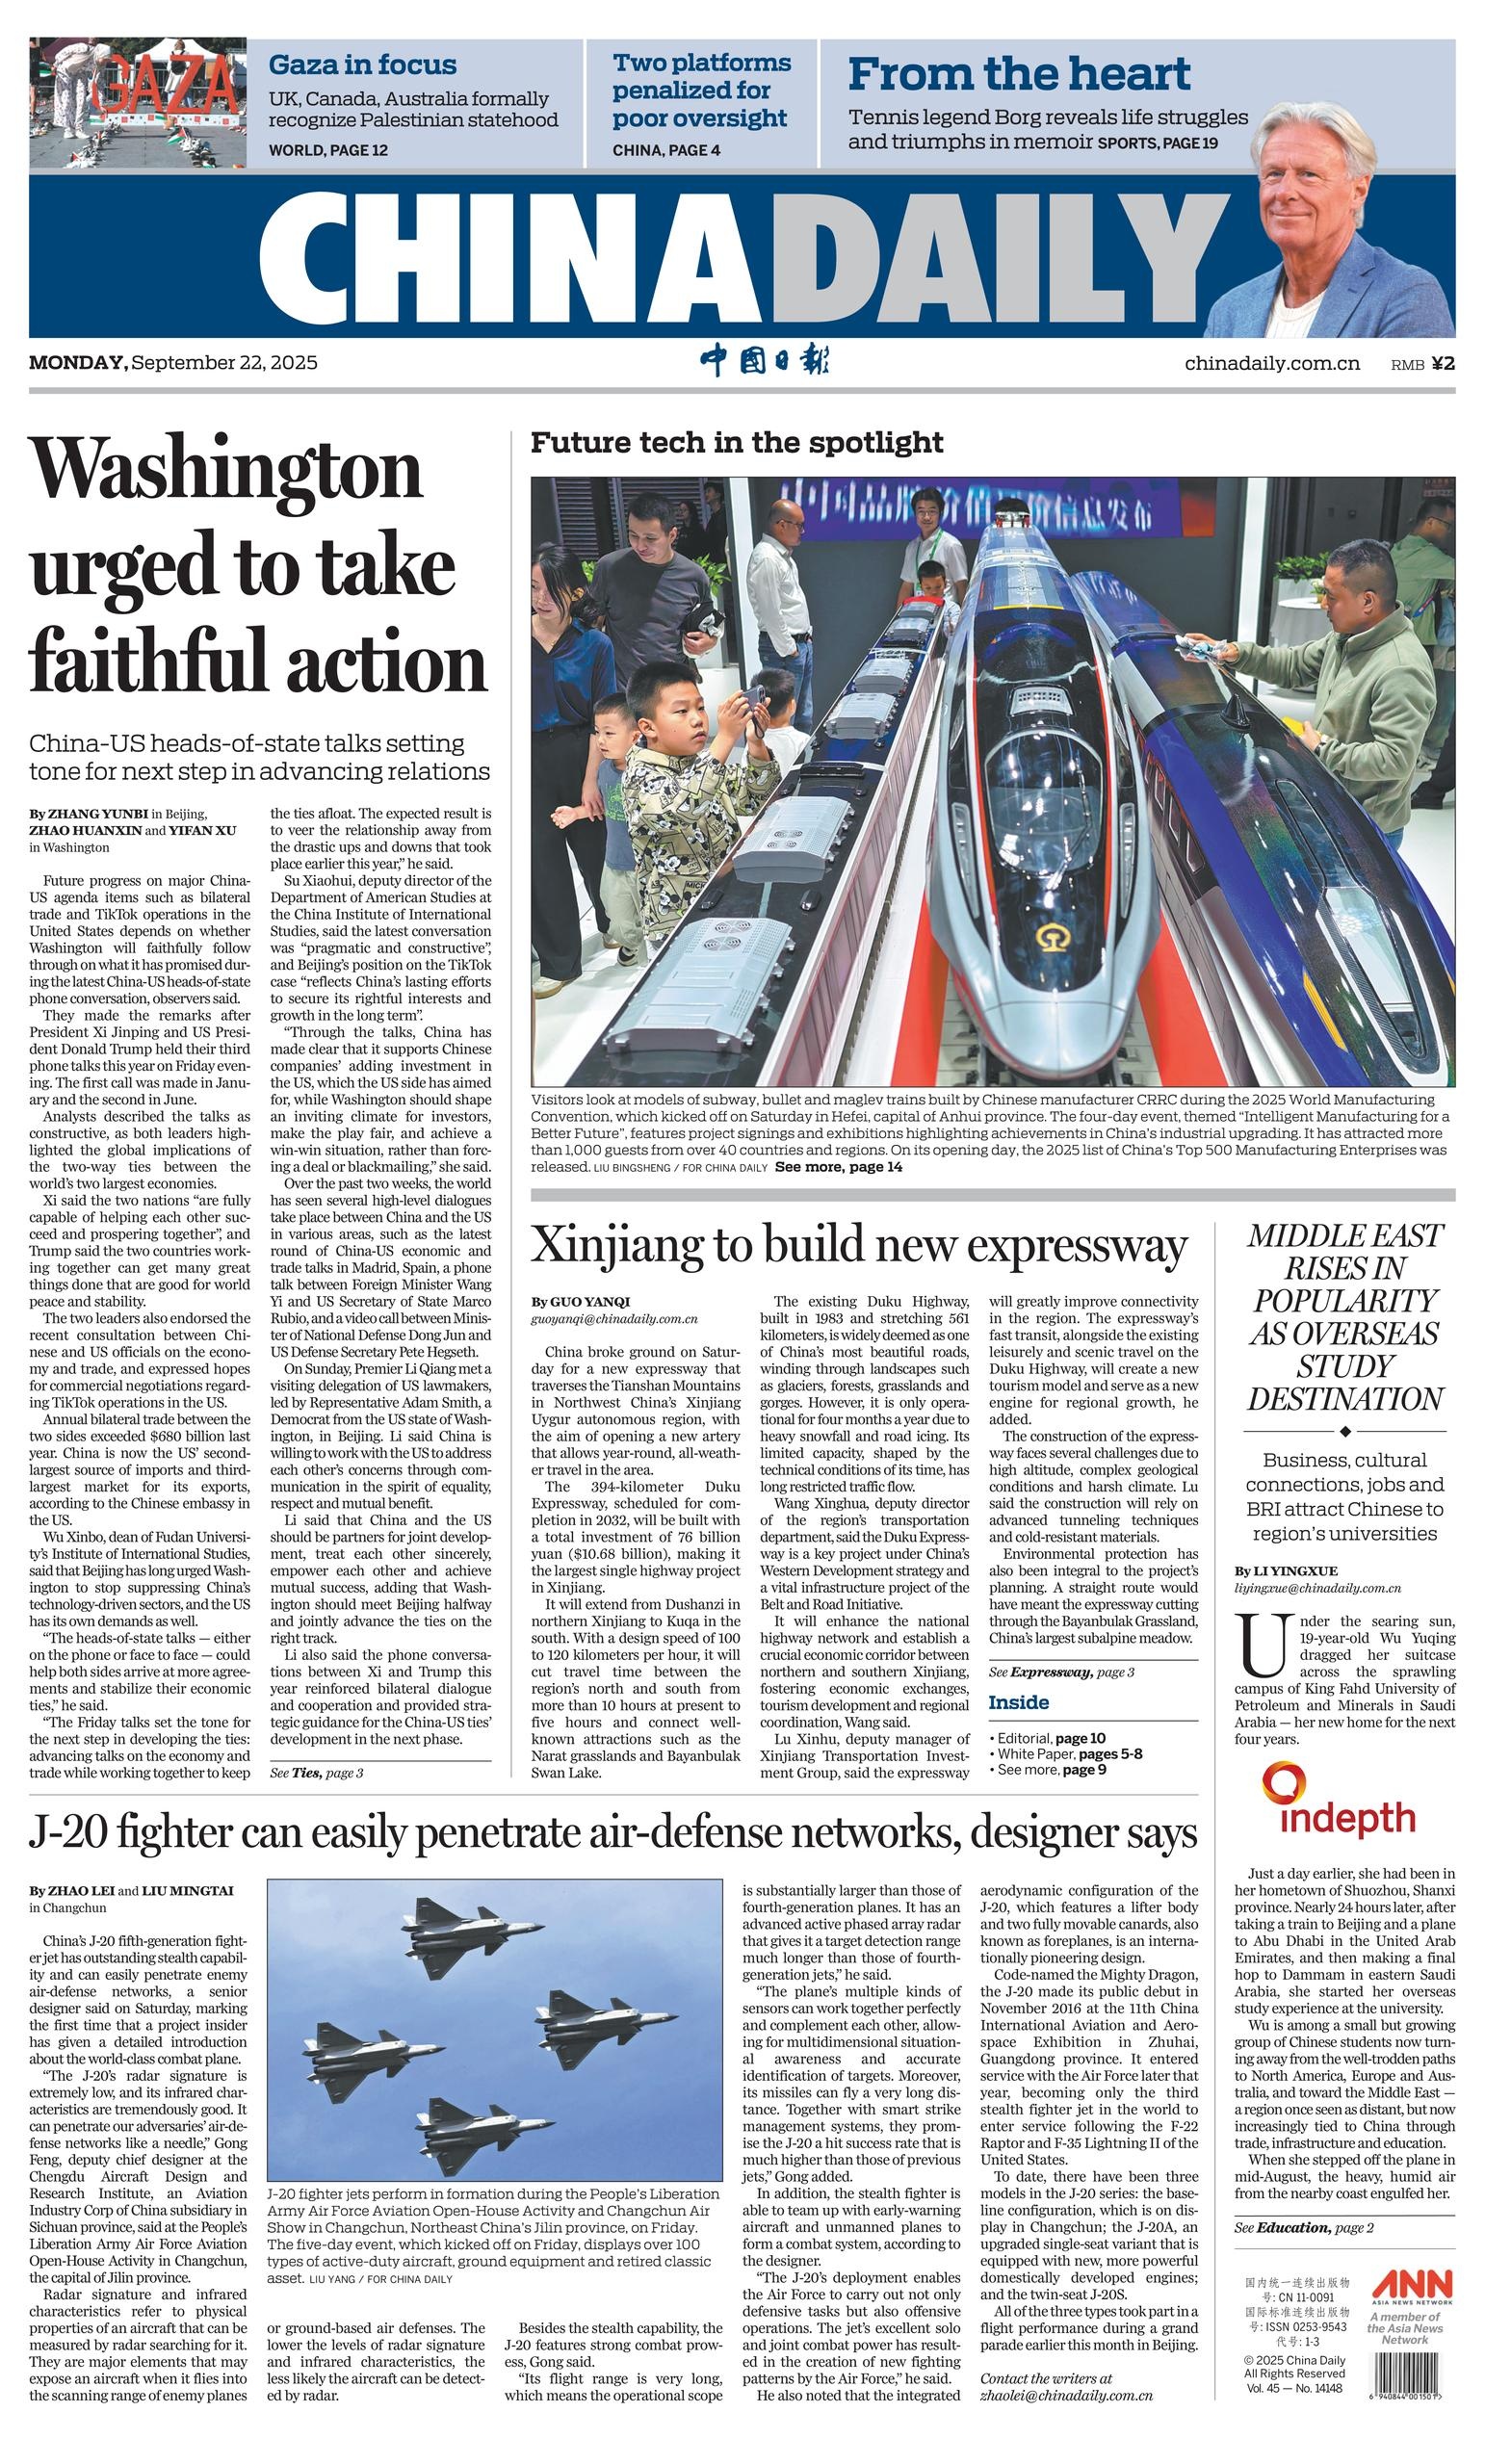 GAZA
Gaza in focus
UK, Canada, Australia formally
recognize Palestinian statehood
WORLD, PAGE 12
Two platforms
penalized for
poor oversight
CHINA, PAGE 4
From the heart
Tennis legend Borg reveals life struggles
and triumphs in memoir SPORTS, PAGE 19
CHINADAILY
MONDAY, September 22, 2025
中國日報
chinadaily.com.cn
RMB ¥2
Washington
urged to take
faithful action
China-US heads-of-state talks setting
tone for next step in advancing relations
By ZHANG YUNBI in Beijing,
ZHAO HUANXIN and YIFAN XU
in Washington
Future progress on major China-
US agenda items such as bilateral
trade and TikTok operations in the
United States depends on whether
Washington will faithfully follow
through on what it has promised dur-
ing the latest China-US heads-of-state
phone conversation, observers said.
They made the remarks after
President Xi Jinping and US Presi-
dent Donald Trump held their third
phone talks this year on Friday even-
ing. The first call was made in Janu-
ary and the second in June.
Analysts described the talks as
constructive, as both leaders high-
lighted the global implications of
the two-way ties between the
world's two largest economies.
Xi said the two nations "are fully
capable of helping each other suc-
ceed and prospering together", and
Trump said the two countries work-
ing together can get many great
things done that are good for world
peace and stability.
The two leaders also endorsed the
recent consultation between Chi-
nese and US officials on the econo-
my and trade, and expressed hopes
for commercial negotiations regard-
ing TikTok operations in the US.
Annual bilateral trade between the
two sides exceeded $680 billion last
year. China is now the US' second-
largest source of imports and third-
largest market for its exports,
according to the Chinese embassy in
the US.
Wu Xinbo, dean of Fudan Universi-
ty's Institute of International Studies,
said that Beijing has long urged Wash-
ington to stop suppressing China's
technology-driven sectors, and the US
has its own demands as well.
"The heads-of-state talks — either
on the phone or face to face — could
help both sides arrive at more agree-
ments and stabilize their economic
ties," he said.
"The Friday talks set the tone for
the next step in developing the ties:
advancing talks on the economy and
trade while working together to keep
the ties afloat. The expected result is
to veer the relationship away from
the drastic ups and downs that took
place earlier this year," he said.
Su Xiaohui, deputy director of the
Department of American Studies at
the China Institute of International
Studies, said the latest conversation
was "pragmatic and constructive",
and Beijing's position on the TikTok
case "reflects China's lasting efforts
to secure its rightful interests and
growth in the long term".
"Through the talks, China has
made clear that it supports Chinese
companies' adding investment in
the US, which the US side has aimed
for, while Washington should shape
an inviting climate for investors,
make the play fair, and achieve a
win-win situation, rather than forc-
ing a deal or blackmailing," she said.
Over the past two weeks, the world
has seen several high-level dialogues
take place between China and the US
in various areas, such as the latest
round of China-US economic and
trade talks in Madrid, Spain, a phone
talk between Foreign Minister Wang
Yi and US Secretary of State Marco
Rubio, and a video call between Minis-
ter of National Defense Dong Jun and
US Defense Secretary Pete Hegseth.
On Sunday, Premier Li Qiang met a
visiting delegation of US lawmakers,
led by Representative Adam Smith, a
Democrat from the US state of Wash-
ington, in Beijing. Li said China is
willing to work with the US to address
each other's concerns through com-
munication in the spirit of equality,
respect and mutual benefit.
Li said that China and the US
should be partners for joint develop-
ment, treat each other sincerely,
empower each other and achieve
mutual success, adding that Wash-
ington should meet Beijing halfway
and jointly advance the ties on the
right track.
Li also said the phone conversa-
tions between Xi and Trump this
year reinforced bilateral dialogue
and cooperation and provided stra-
tegic guidance for the China-US ties'
development in the next phase.
See Ties, page 3
Future tech in the spotlight
Visitors look at models of subway, bullet and maglev trains built by Chinese manufacturer CRRC during the 2025 World Manufacturing
Convention, which kicked off on Saturday in Hefei, capital of Anhui province. The four-day event, themed "Intelligent Manufacturing for a
Better Future", features project signings and exhibitions highlighting achievements in China's industrial upgrading. It has attracted more
than 1,000 guests from over 40 countries and regions. On its opening day, the 2025 list of China's Top 500 Manufacturing Enterprises was
released. LIU BINGSHENG / FOR CHINA DAILY See more, page 14
Xinjiang to build new expressway
By GUO YANQI
guoyanqi@chinadaily.com.cn
China broke ground on Satur-
day for a new expressway that
traverses the Tianshan Mountains
in Northwest China's Xinjiang
Uygur autonomous region, with
the aim of opening a new artery
that allows year-round, all-weath-
er travel in the area.
The 394-kilometer Duku
Expressway, scheduled for com-
pletion in 2032, will be built with
a total investment of 76 billion
yuan ($10.68 billion), making it
the largest single highway project
in Xinjiang.
It will extend from Dushanzi in
northern Xinjiang to Kuqa in the
south. With a design speed of 100
to 120 kilometers per hour, it will
cut travel time between the
region's north and south from
more than 10 hours at present to
five hours and connect well-
known attractions such as the
Narat grasslands and Bayanbulak
Swan Lake.
The existing Duku Highway,
built in 1983 and stretching 561
kilometers, is widely deemed as one
of China's most beautiful roads,
winding through landscapes such
as glaciers, forests, grasslands and
gorges. However, it is only opera-
tional for four months a year due to
heavy snowfall and road icing. Its
limited capacity, shaped by the
technical conditions of its time, has
long restricted traffic flow.
Wang Xinghua, deputy director
of the region's transportation
department, said the Duku Express-
way is a key project under China's
Western Development strategy and
a vital infrastructure project of the
Belt and Road Initiative.
It will enhance the national
highway network and establish a
crucial economic corridor between
northern and southern Xinjiang,
fostering economic exchanges,
tourism development and regional
coordination, Wang said.
Lu Xinhu, deputy manager of
Xinjiang Transportation Invest-
ment Group, said the expressway
will greatly improve connectivity
in the region. The expressway's
fast transit, alongside the existing
leisurely and scenic travel on the
Duku Highway, will create a new
tourism model and serve as a new
engine for regional growth, he
added.
The construction of the express-
way faces several challenges due to
high altitude, complex geological
conditions and harsh climate. Lu
said the construction will rely on
advanced tunneling techniques
and cold-resistant materials.
Environmental protection has
also been integral to the project's
planning. A straight route would
have meant the expressway cutting
through the Bayanbulak Grassland,
China's largest subalpine meadow.
See Expressway, page 3
Inside
• Editorial, page 10
• White Paper, pages 5-8
• See more, page 9
MIDDLE EAST
RISES IN
POPULARITY
AS OVERSEAS
STUDY
DESTINATION
Business, cultural
connections, jobs and
BRI attract Chinese to
region's universities
By LI YINGXUE
liyingxue@chinadaily.com.cn
Under the searing sun,
19-year-old Wu Yuqing
dragged her suitcase
across the sprawling
campus of King Fahd University of
Petroleum and Minerals in Saudi
Arabia — her new home for the next
four years.
indepth
Just a day earlier, she had been in
her hometown of Shuozhou, Shanxi
province. Nearly 24 hours later, after
taking a train to Beijing and a plane
to Abu Dhabi in the United Arab
Emirates, and then making a final
hop to Dammam in eastern Saudi
Arabia, she started her overseas
study experience at the university.
Wu is among a small but growing
group of Chinese students now turn-
ing away from the well-trodden paths
to North America, Europe and Aus-
tralia, and toward the Middle East —
a region once seen as distant, but now
increasingly tied to China through
trade, infrastructure and education.
When she stepped off the plane in
mid-August, the heavy, humid air
from the nearby coast engulfed her.
See Education, page 2
J-20 fighter can easily penetrate air-defense networks, designer says
By ZHAO LEI and LIU MINGTAI
in Changchun
China's J-20 fifth-generation fight-
er jet has outstanding stealth capabil-
ity and can easily penetrate enemy
air-defense networks, a senior
designer said on Saturday, marking
the first time that a project insider
has given a detailed introduction
about the world-class combat plane.
"The J-20's radar signature is
extremely low, and its infrared char-
acteristics are tremendously good. It
can penetrate our adversaries' air-de-
fense networks like a needle," Gong
Feng, deputy chief designer at the
Chengdu Aircraft Design and
Research Institute, an Aviation
Industry Corp of China subsidiary in
Sichuan province, said at the People's
Liberation Army Air Force Aviation
Open-House Activity in Changchun,
the capital of Jilin province.
Radar signature and infrared
characteristics refer to physical
properties of an aircraft that can be
measured by radar searching for it.
They are major elements that may
expose an aircraft when it flies into
the scanning range of enemy planes
J-20 fighter jets perform in formation during the People's Liberation
Army Air Force Aviation Open-House Activity and Changchun Air
Show in Changchun, Northeast China's Jilin province, on Friday.
The five-day event, which kicked off on Friday, displays over 100
types of active-duty aircraft, ground equipment and retired classic
asset. LIU YANG / FOR CHINA DAILY
or ground-based air defenses. The
lower the levels of radar signature
and infrared characteristics, the
less likely the aircraft can be detect-
ed by radar.
Besides the stealth capability, the
J-20 features strong combat prow-
ess, Gong said.
"Its flight range is very long,
which means the operational scope
is substantially larger than those of
fourth-generation planes. It has an
advanced active phased array radar
that gives it a target detection range
much longer than those of fourth-
generation jets," he said.
"The plane's multiple kinds of
sensors can work together perfectly
and complement each other, allow-
ing for multidimensional situation-
al awareness and accurate
identification of targets. Moreover,
its missiles can fly a very long dis-
tance. Together with smart strike
management systems, they prom-
ise the J-20 a hit success rate that is
much higher than those of previous
jets," Gong added.
In addition, the stealth fighter is
able to team up with early-warning
aircraft and unmanned planes to
form a combat system, according to
the designer.
"The J-20's deployment enables
the Air Force to carry out not only
defensive tasks but also offensive
operations. The jet's excellent solo
and joint combat power has result-
ed in the creation of new fighting
patterns by the Air Force," he said.
He also noted that the integrated
aerodynamic configuration of the
J-20, which features a lifter body
and two fully movable canards, also
known as foreplanes, is an interna-
tionally pioneering design.
Code-named the Mighty Dragon,
the J-20 made its public debut in
November 2016 at the 11th China
International Aviation and Aero-
space Exhibition in Zhuhai,
Guangdong province. It entered
service with the Air Force later that
year, becoming only the third
stealth fighter jet in the world to
enter service following the F-22
Raptor and F-35 Lightning II of the
United States.
To date, there have been three
models in the J-20 series: the base-
line configuration, which is on dis-
play in Changchun; the J-20A, an
upgraded single-seat variant that is
equipped with new, more powerful
domestically developed engines;
and the twin-seat J-20S.
All of the three types took part in a
flight performance during a grand
parade earlier this month in Beijing.
Contact the writers at
zhaolei@chinadaily.com.cn
国内统一连续出版物
号: CN 11-0091
国际标准连续出版物
号: ISSN 0253-9543
代号: 1-3
© 2025 China Daily
All Rights Reserved
Vol. 45 — No. 14148
ANN
ASIA NEWS NETWORK
A member of
the Asia News
Network
6 940844 001501